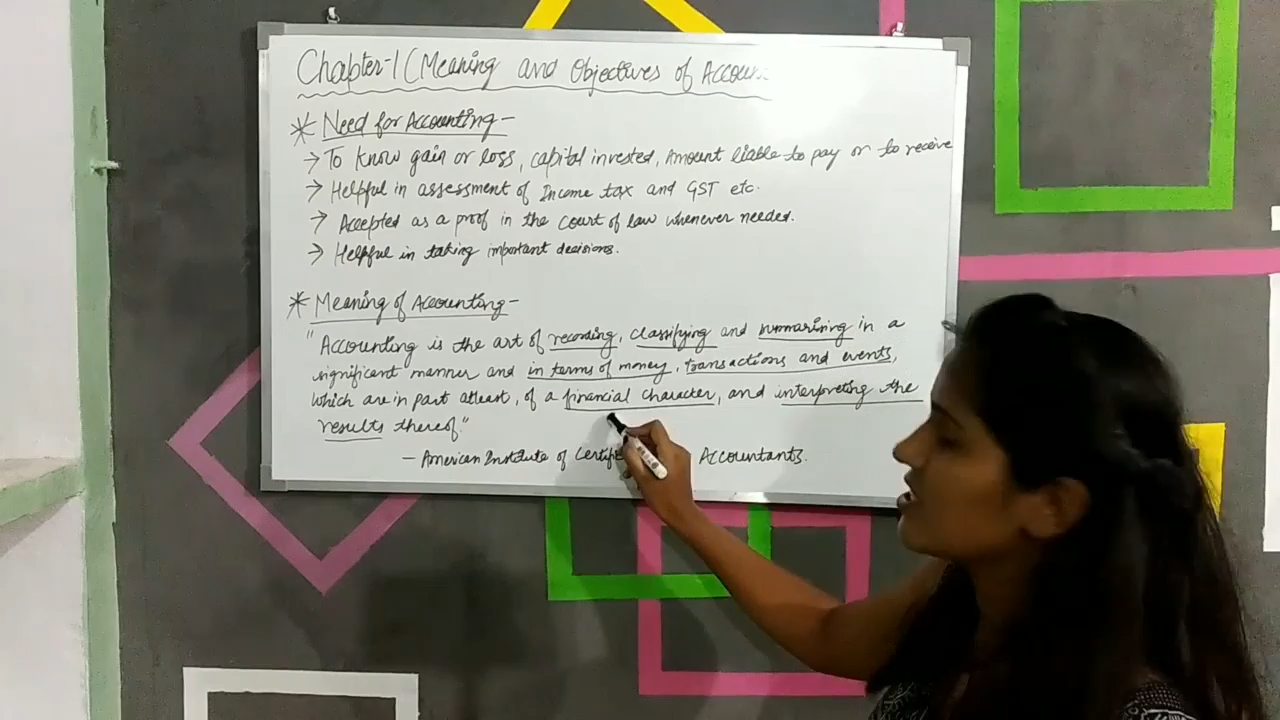 Chapter-1 (Meaning and Objectives of Accoun
* Need for Accounting -
→ To know gain or loss, capital invested, Amount liable to pay or to receive
→ Helpful in assessment of Income tax and GST etc.
→ Accepted as a proof in the court of law whenever needed.
→ Helpful in taking important decisions.
* Meaning of Accounting -
" Accounting is the art of recording, classifying and summarizing in a
significant manner and in terms of money, transactions and events,
which are in part atleast, of a financial character, and interpreting the
results thereof"
- American Institute of Certif Accountants.